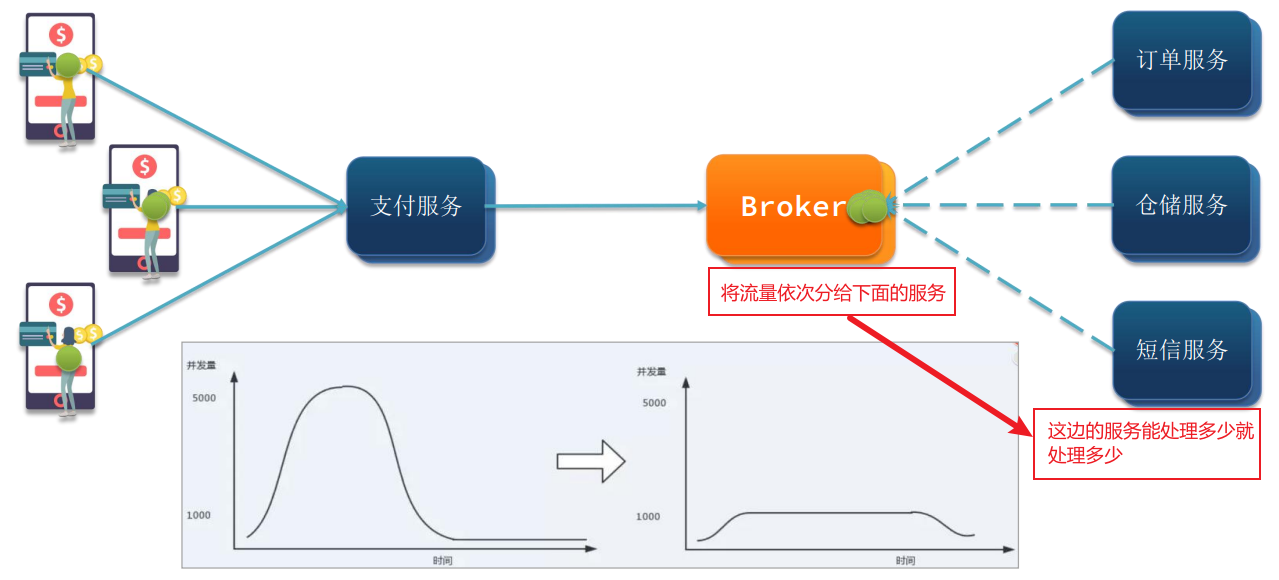 $
$
订单服务
$
$
支付服务
Broker
仓储服务
将流量依次分给下面的服务
$
$
$
短信服务
并发量
5000
1000
时间
并发量
5000
1000
时间
这边的服务能处理多少就
处理多少